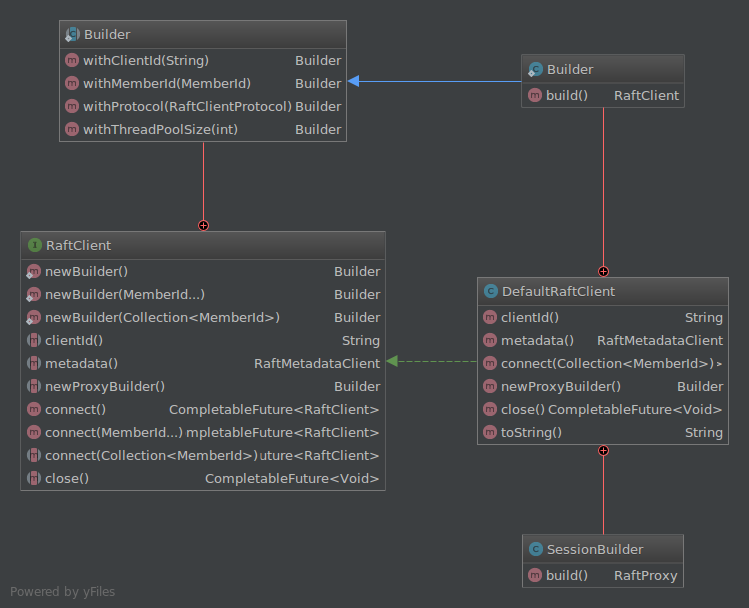 Builder
withClientId(String) Builder
withMemberId(MemberId) Builder
withProtocol(RaftClientProtocol) Builder
withThreadPoolSize(int) Builder
Builder
build() RaftClient
RaftClient
newBuilder() Builder
newBuilder(MemberId...) Builder
newBuilder(Collection<MemberId>) Builder
clientId() String
metadata() RaftMetadataClient
newProxyBuilder() Builder
connect() CompletableFuture<RaftClient>
connect(MemberId...) mpletableFuture<RaftClient>
connect(Collection<MemberId>) uture<RaftClient>
close() CompletableFuture<Void>
DefaultRaftClient
clientId() String
metadata() RaftMetadataClient
connect(Collection<MemberId>) >
newProxyBuilder() Builder
close() CompletableFuture<Void>
toString() String
SessionBuilder
build() RaftProxy
Powered by yFiles